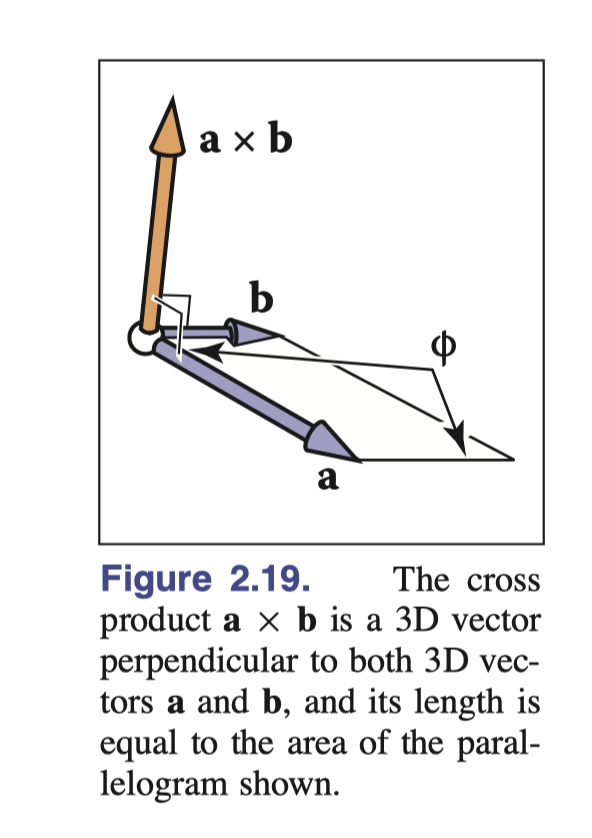 a × b
b
ϕ
a
Figure 2.19. The cross
product a × b is a 3D vector
perpendicular to both 3D vec-
tors a and b, and its length is
equal to the area of the paral-
lelogram shown.